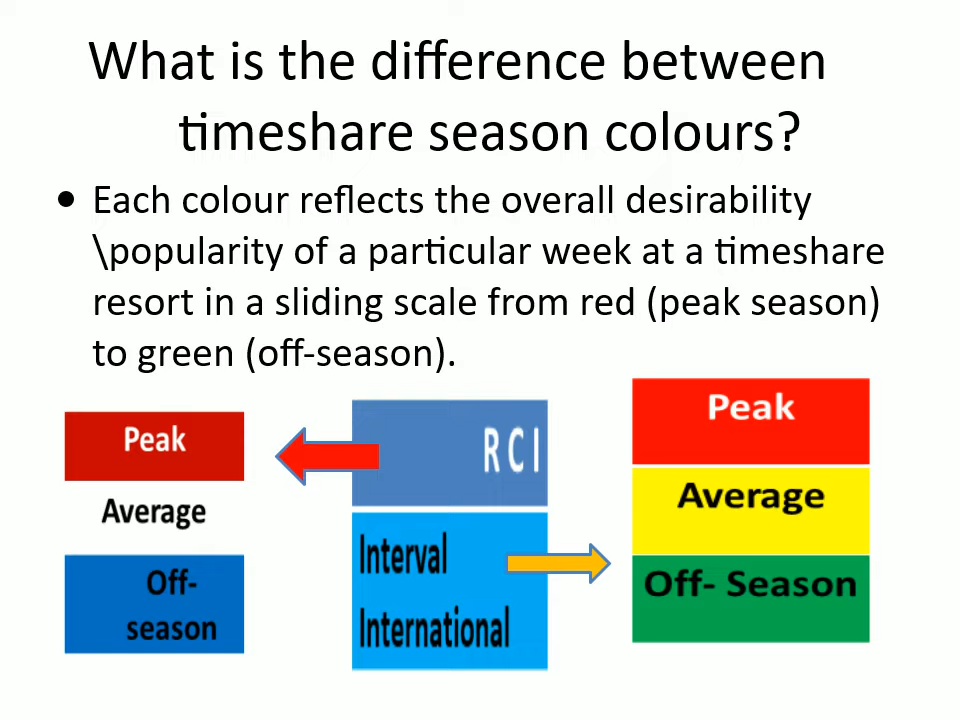 What is the difference between
timeshare season colours?
• Each colour reflects the overall desirability
\popularity of a particular week at a timeshare
resort in a sliding scale from red (peak season)
to green (off-season).
Peak
Average
Off-
season
R C I
Interval
International
Peak
Average
Off- Season